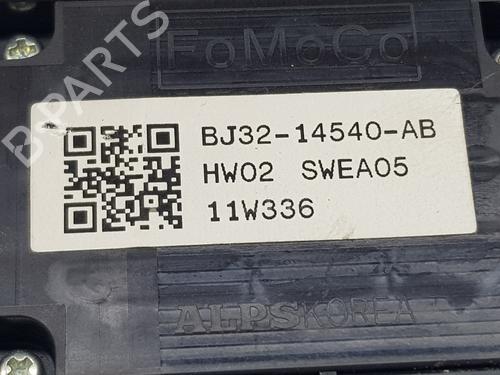 FoMoCo
B-PARTS
BJ32-14540-AB
HW02 SWEA05
11W336
ALPSKOREA